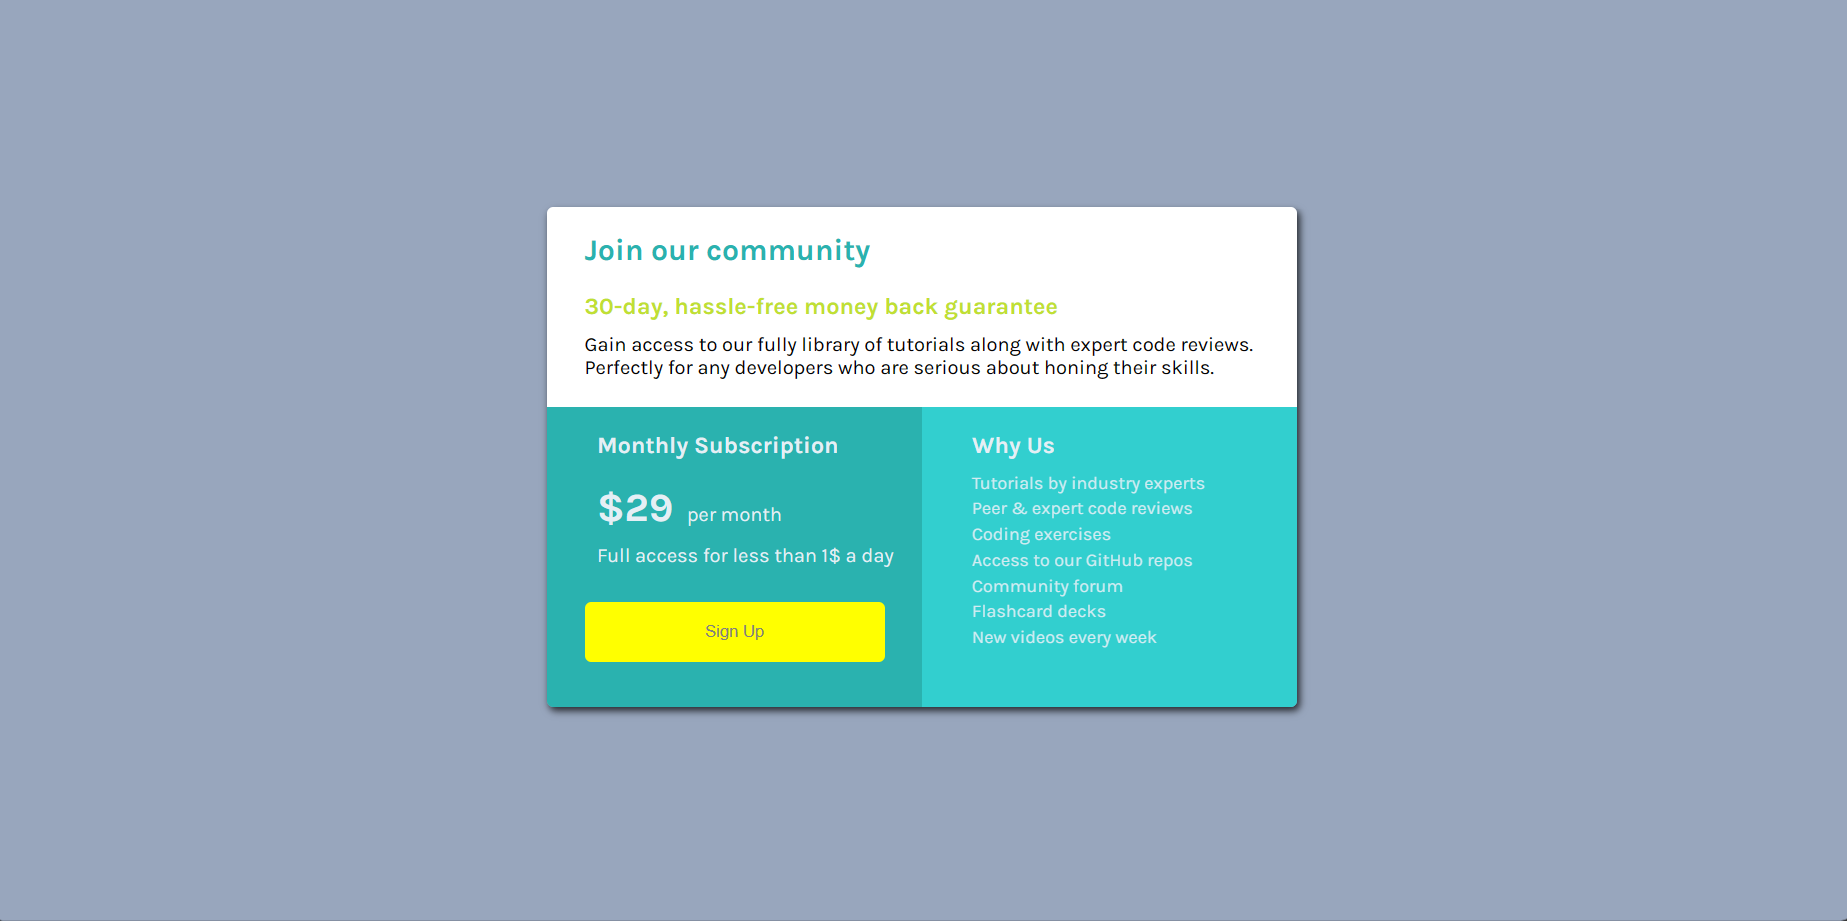 Join our community
30-day, hassle-free money back guarantee
Gain access to our fully library of tutorials along with expert code reviews.
Perfectly for any developers who are serious about honing their skills.
Monthly Subscription
$29 per month
Full access for less than 1$ a day
Sign Up
Why Us
Tutorials by industry experts
Peer & expert code reviews
Coding exercises
Access to our GitHub repos
Community forum
Flashcard decks
New videos every week